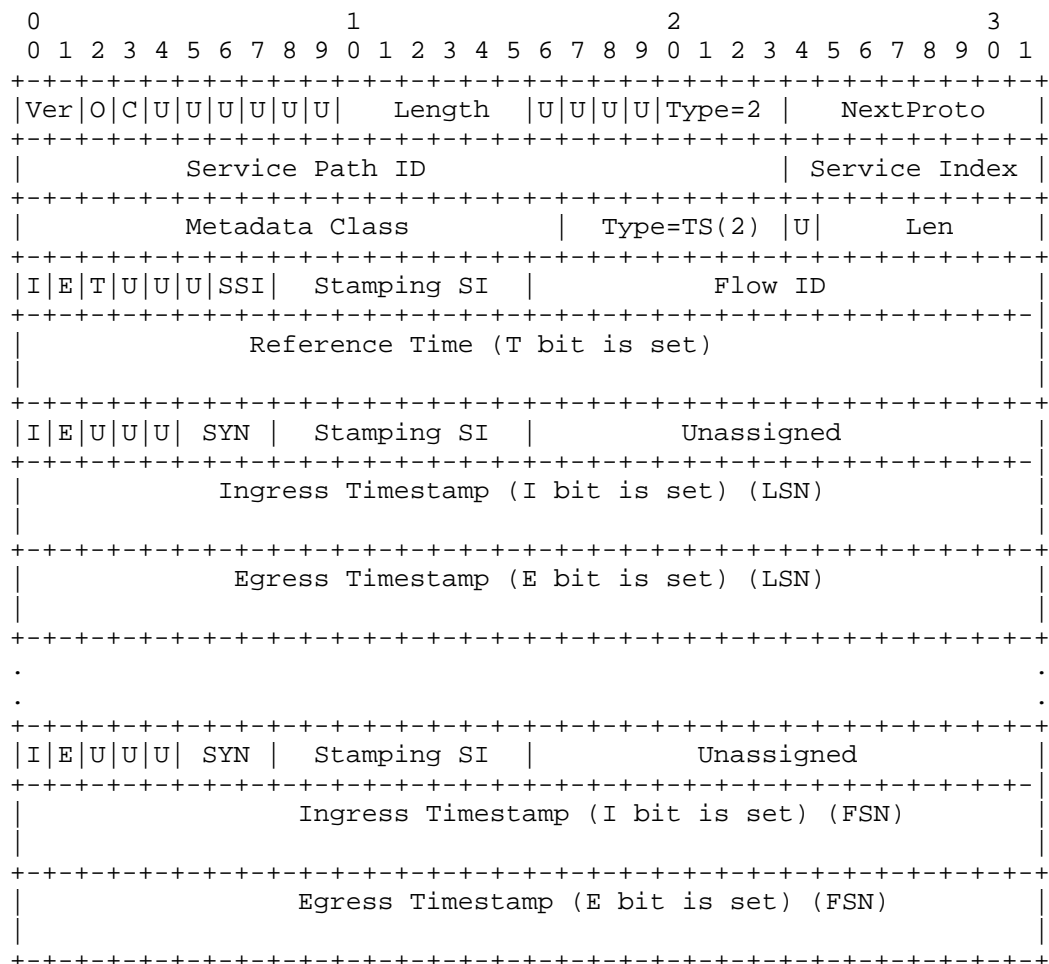 0                   1                   2                   3
 0 1 2 3 4 5 6 7 8 9 0 1 2 3 4 5 6 7 8 9 0 1 2 3 4 5 6 7 8 9 0 1
+-+-+-+-+-+-+-+-+-+-+-+-+-+-+-+-+-+-+-+-+-+-+-+-+-+-+-+-+-+-+-+-+
|Ver|O|C|U|U|U|U|U|U|   Length  |U|U|U|U|Type=2 |   NextProto   |
+-+-+-+-+-+-+-+-+-+-+-+-+-+-+-+-+-+-+-+-+-+-+-+-+-+-+-+-+-+-+-+-+
|          Service Path ID                      | Service Index |
+-+-+-+-+-+-+-+-+-+-+-+-+-+-+-+-+-+-+-+-+-+-+-+-+-+-+-+-+-+-+-+-+
|          Metadata Class         |  Type=TS(2)  |U|     Len     |
+-+-+-+-+-+-+-+-+-+-+-+-+-+-+-+-+-+-+-+-+-+-+-+-+-+-+-+-+-+-+-+-+
|I|E|T|U|U|U|SSI|  Stamping SI  |           Flow ID             |
+-+-+-+-+-+-+-+-+-+-+-+-+-+-+-+-+-+-+-+-+-+-+-+-+-+-+-+-+-+-+-+-|
|              Reference Time (T bit is set)                    |
|                                                               |
+-+-+-+-+-+-+-+-+-+-+-+-+-+-+-+-+-+-+-+-+-+-+-+-+-+-+-+-+-+-+-+-+
|I|E|U|U|U| SYN |  Stamping SI  |         Unassigned            |
+-+-+-+-+-+-+-+-+-+-+-+-+-+-+-+-+-+-+-+-+-+-+-+-+-+-+-+-+-+-+-+-|
|            Ingress Timestamp (I bit is set) (LSN)             |
|                                                               |
+-+-+-+-+-+-+-+-+-+-+-+-+-+-+-+-+-+-+-+-+-+-+-+-+-+-+-+-+-+-+-+-+
|             Egress Timestamp (E bit is set) (LSN)             |
|                                                               |
+-+-+-+-+-+-+-+-+-+-+-+-+-+-+-+-+-+-+-+-+-+-+-+-+-+-+-+-+-+-+-+-+
.                                                               .
.                                                               .
+-+-+-+-+-+-+-+-+-+-+-+-+-+-+-+-+-+-+-+-+-+-+-+-+-+-+-+-+-+-+-+-+
|I|E|U|U|U| SYN |  Stamping SI  |          Unassigned           |
+-+-+-+-+-+-+-+-+-+-+-+-+-+-+-+-+-+-+-+-+-+-+-+-+-+-+-+-+-+-+-+-|
|                 Ingress Timestamp (I bit is set) (FSN)        |
|                                                               |
+-+-+-+-+-+-+-+-+-+-+-+-+-+-+-+-+-+-+-+-+-+-+-+-+-+-+-+-+-+-+-+-+
|                 Egress Timestamp (E bit is set) (FSN)         |
|                                                               |
+-+-+-+-+-+-+-+-+-+-+-+-+-+-+-+-+-+-+-+-+-+-+-+-+-+-+-+-+-+-+-+-+